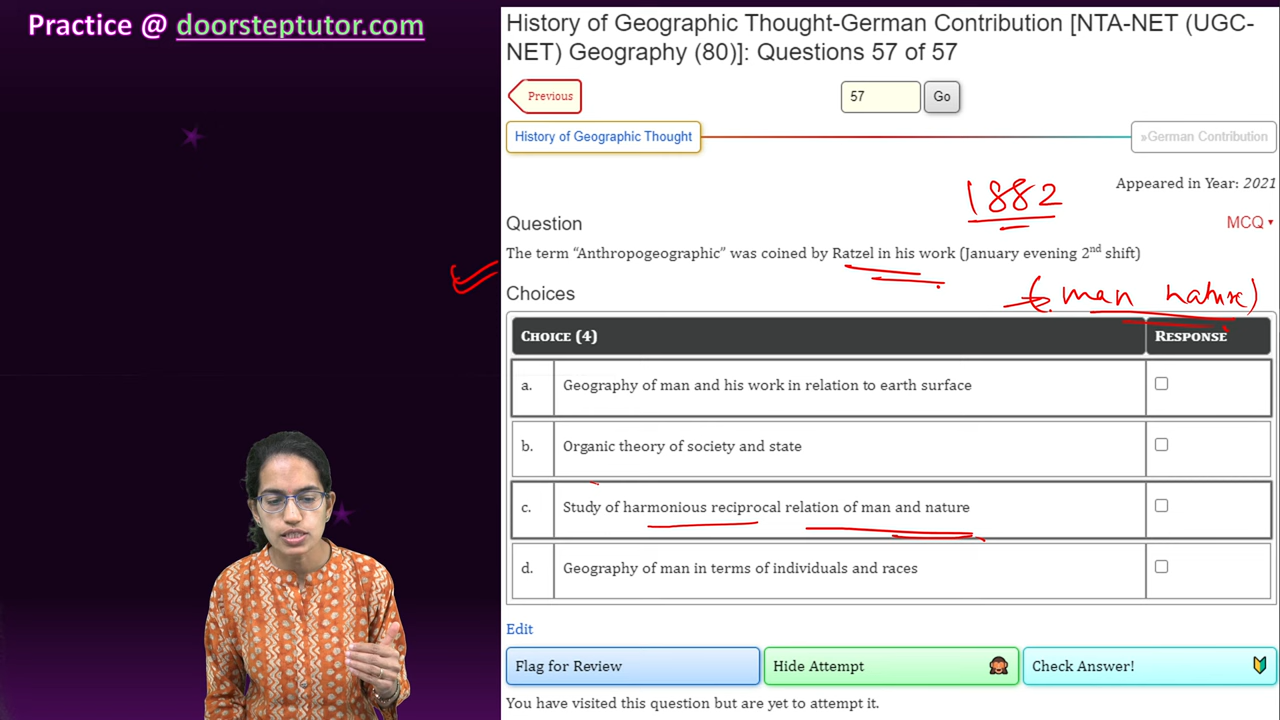 Practice @ doorsteptutor.com
History of Geographic Thought-German Contribution [NTA-NET (UGC-
NET) Geography (80)]: Questions 57 of 57
Previous
57
Go
History of Geographic Thought
»German Contribution
1882
Appeared in Year: 2021
Question
MCQ ▾
The term “Anthropogeographic” was coined by Ratzel in his work (January evening 2nd shift)
man nature)
Choices
Choice (4) Response
a. Geography of man and his work in relation to earth surface
b. Organic theory of society and state
c. Study of harmonious reciprocal relation of man and nature
d. Geography of man in terms of individuals and races
Edit
Flag for Review
Hide Attempt
Check Answer!
You have visited this question but are yet to attempt it.